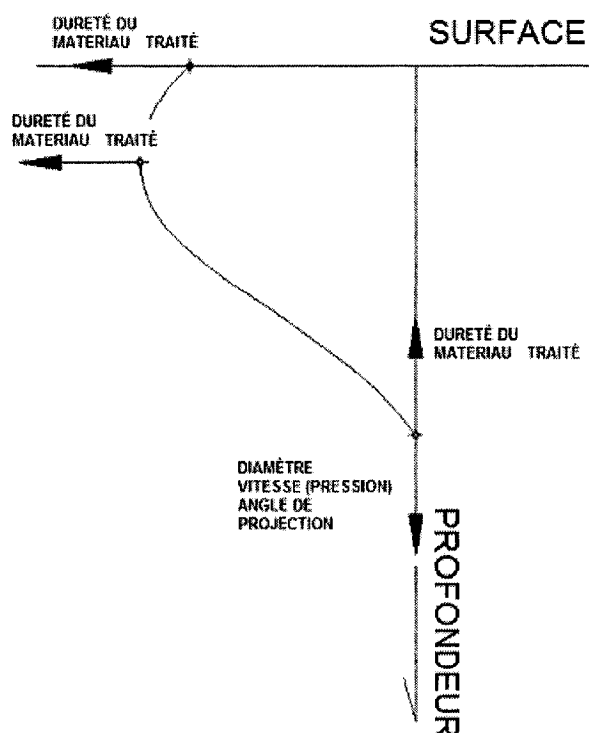 DURETÉ DU
MATERIAU TRAITÉ
SURFACE
DURETÉ DU
MATERIAU TRAITÉ
DURETÉ DU
MATERIAU TRAITÉ
DIAMÈTRE
VITESSE (PRESSION)
ANGLE DE
PROJECTION
PROFONDEUR